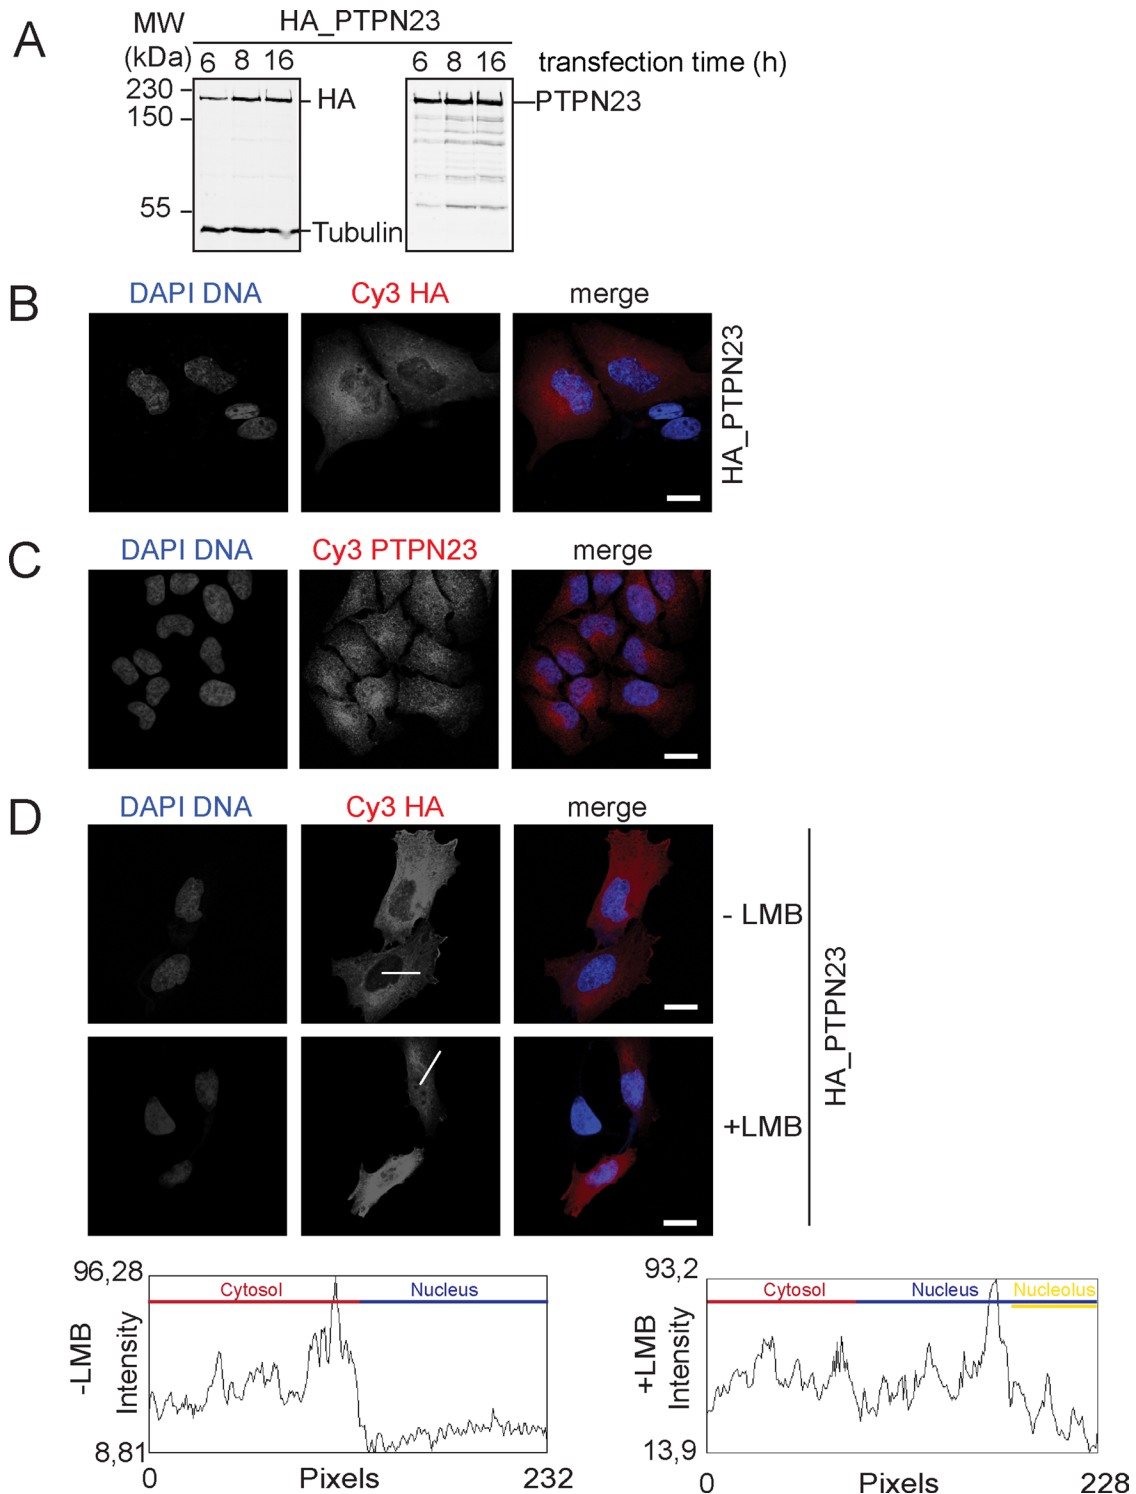 A
MW
(kDa)
HA_PTPN23
6 8 16
6 8 16
transfection time (h)
230
150
55
HA
Tubulin
PTPN23
B
DAPI DNA
Cy3 HA
merge
HA_PTPN23
C
DAPI DNA
Cy3 PTPN23
merge
D
DAPI DNA
Cy3 HA
merge
- LMB
+LMB
HA_PTPN23
96,28
8,81
-LMB
Intensity
Cytosol
Nucleus
0
Pixels
232
93,2
13,9
+LMB
Intensity
Cytosol
Nucleus
Nucleolus
0
Pixels
228